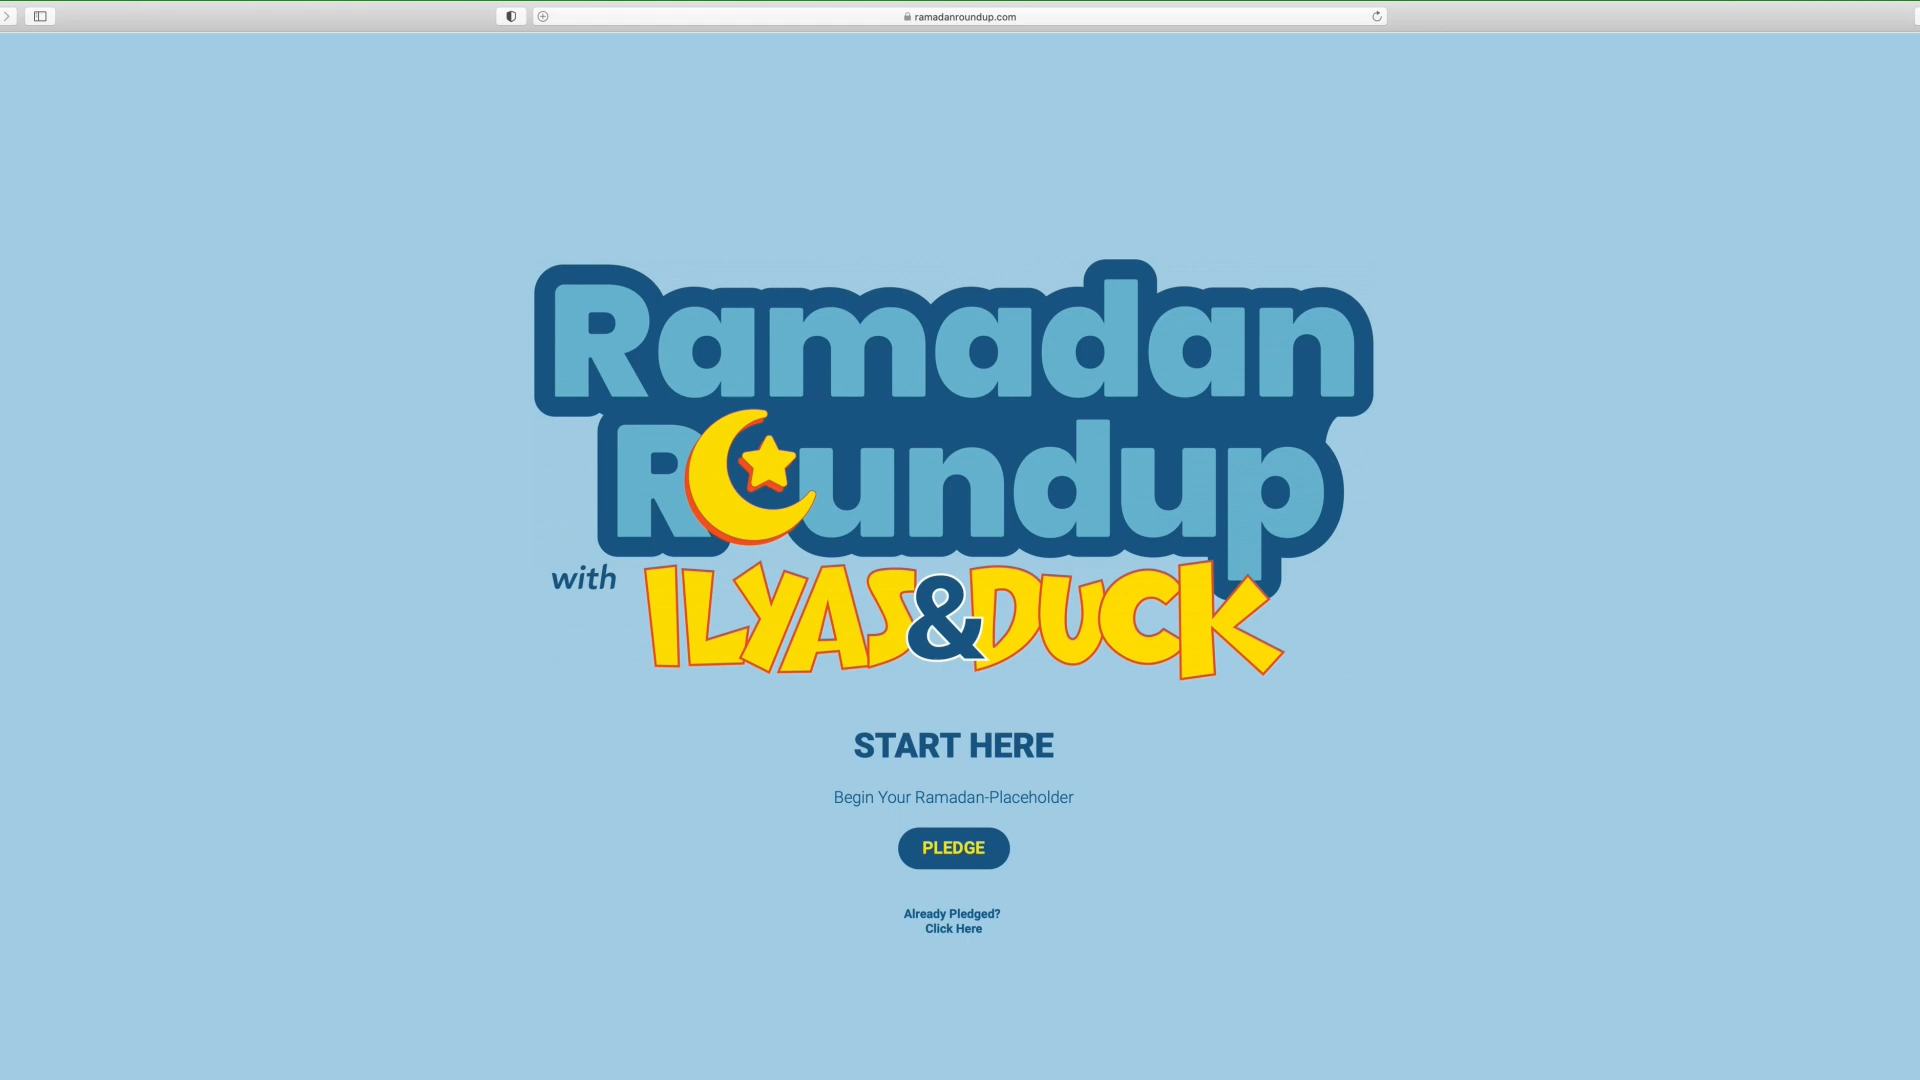 ramadanroundup.com
Ramadan
Roundup
with ILYAS & DUCK
START HERE
Begin Your Ramadan-Placeholder
PLEDGE
Already Pledged?
Click Here